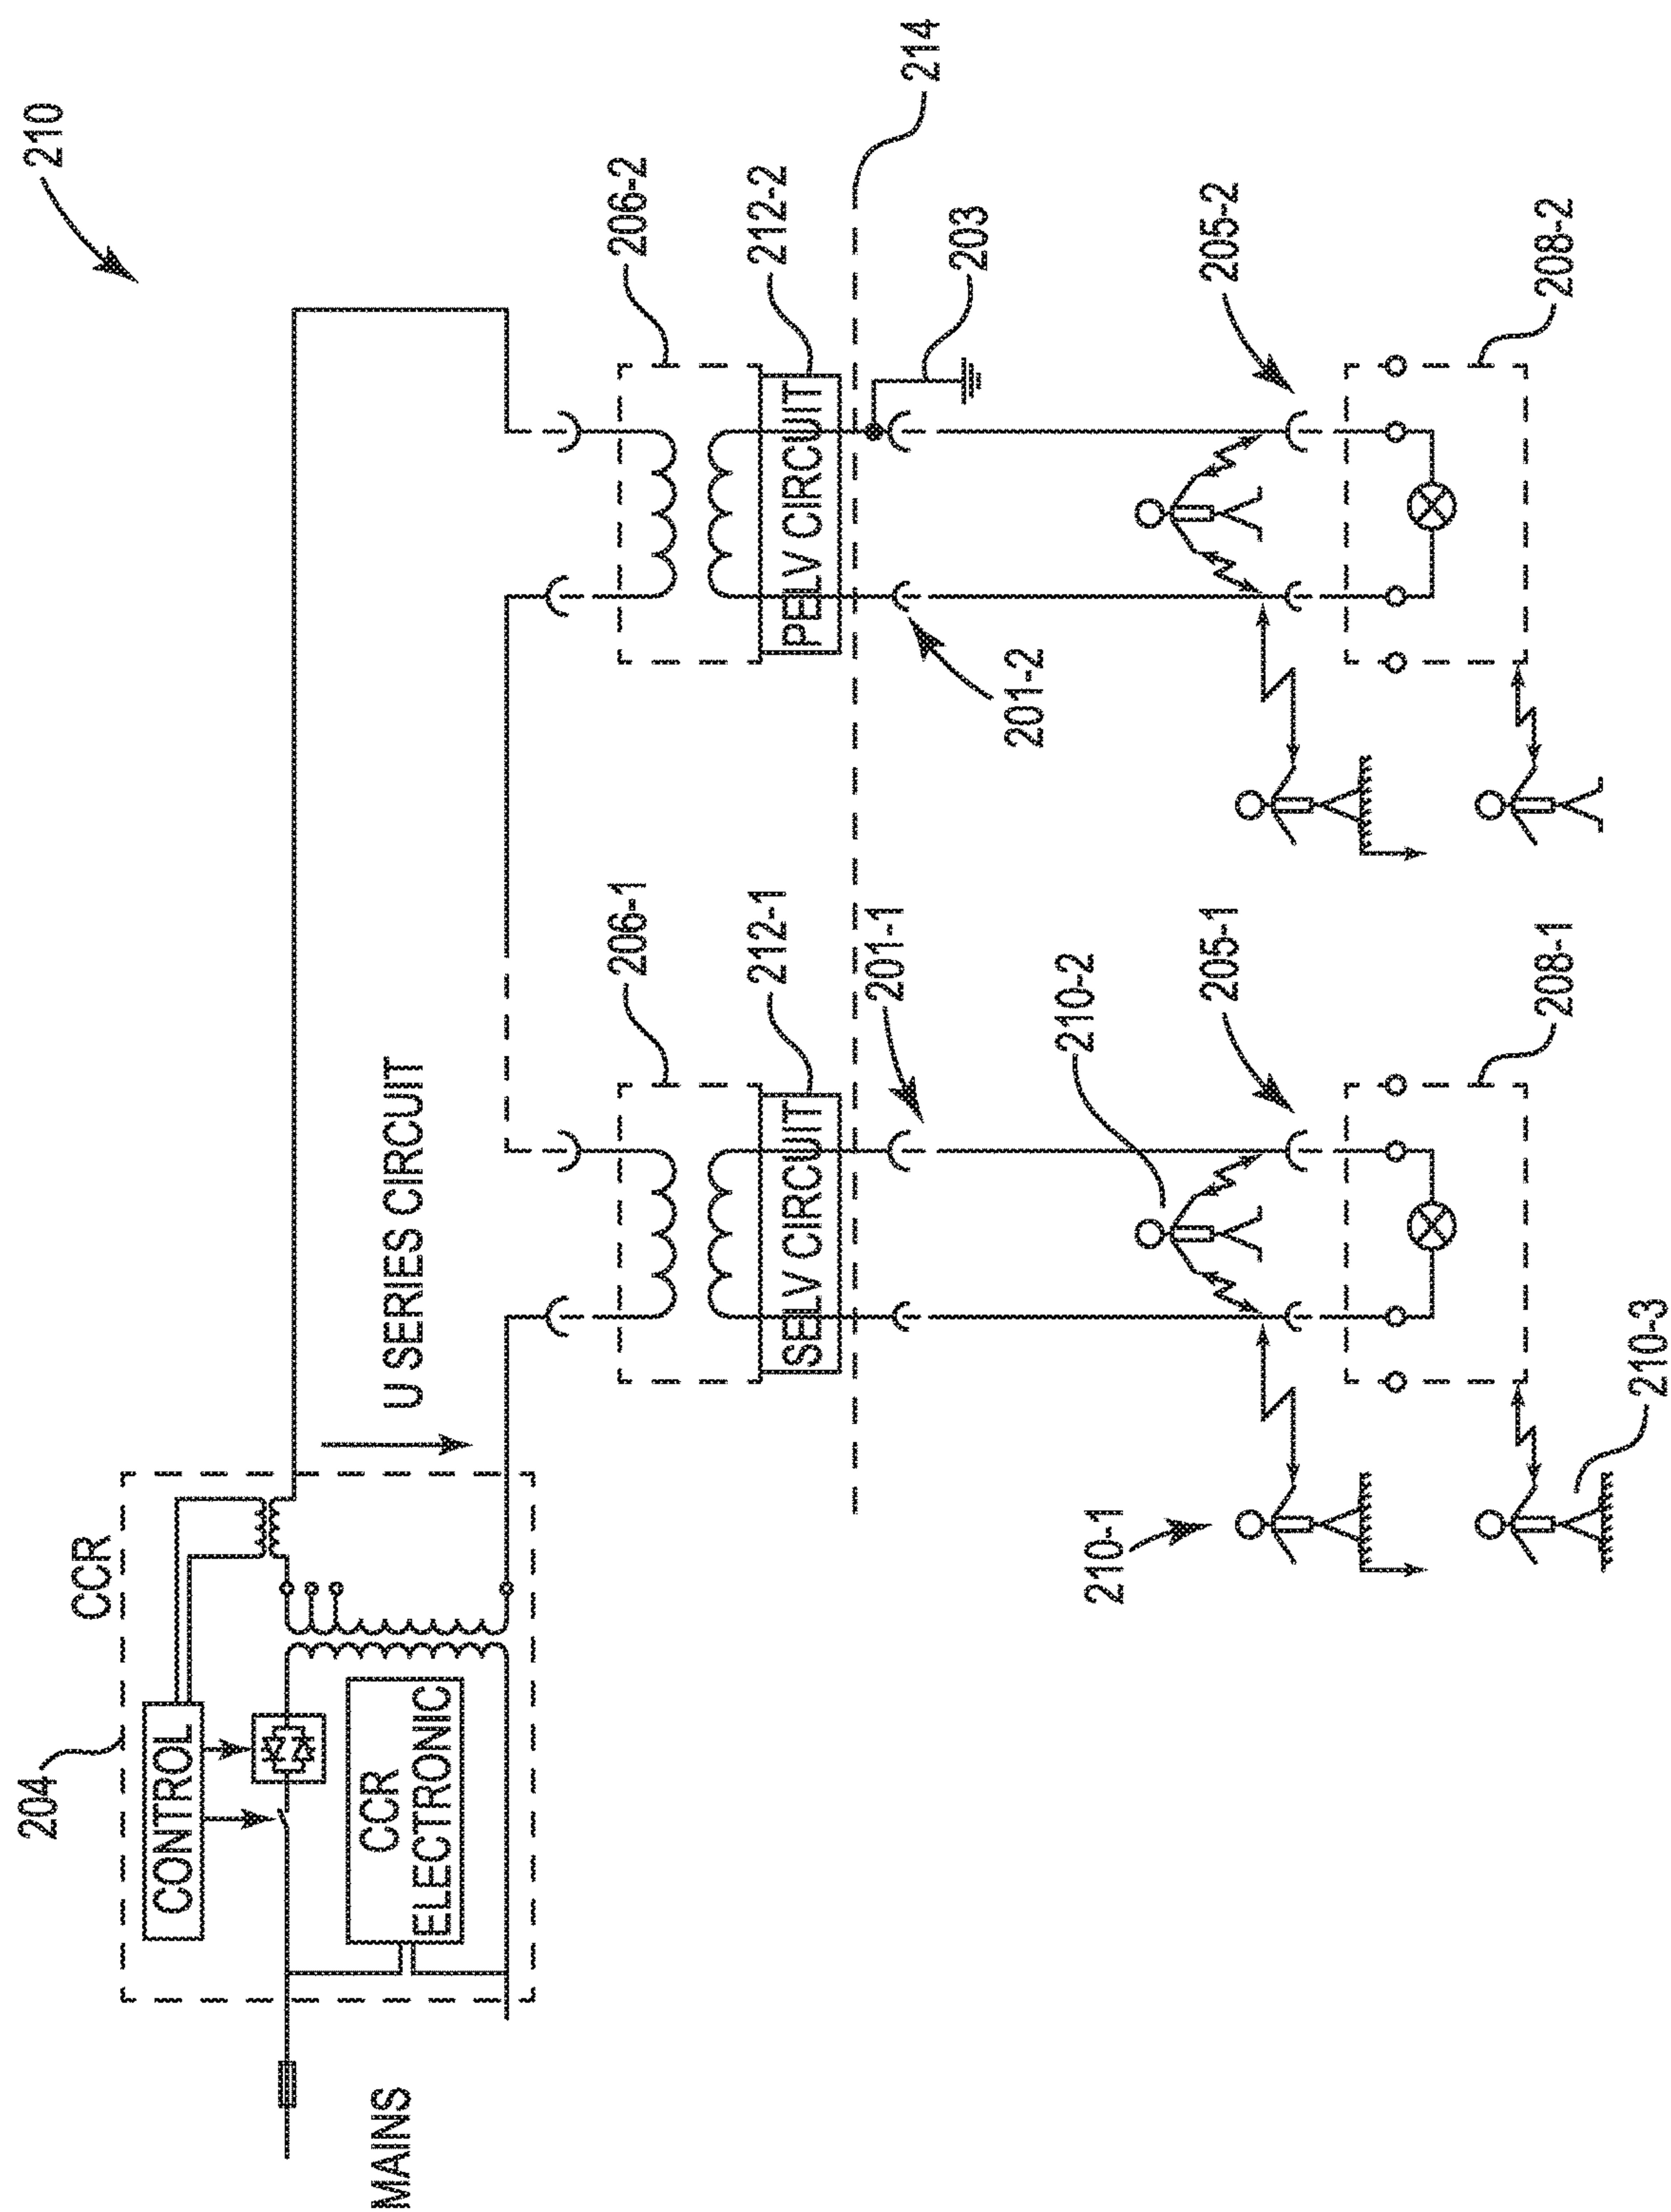 210
204
CCR
CONTROL
CCR
ELECTRONIC
MAINS
U SERIES CIRCUIT
206-1
206-2
212-1
212-2
SELV CIRCUIT
PELV CIRCUIT
214
203
201-1
201-2
210-2
205-1
205-2
210-1
208-1
208-2
210-3